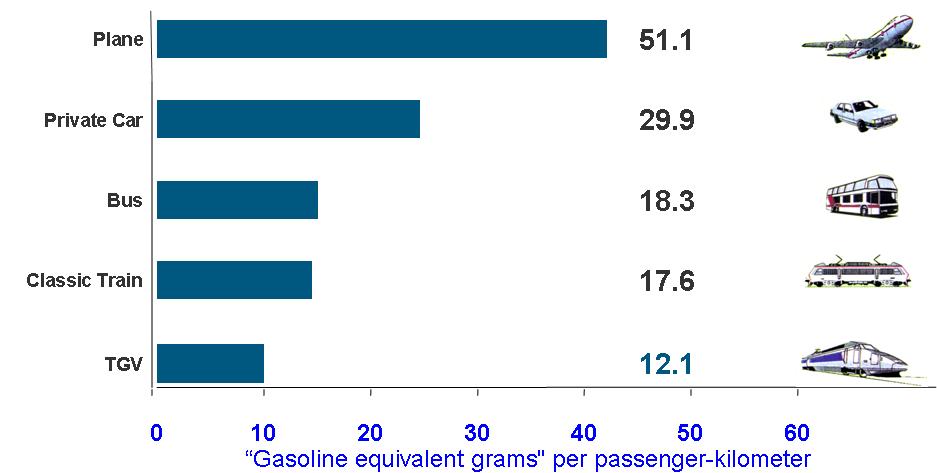 Plane 51.1
Private Car 29.9
Bus 18.3
Classic Train 17.6
TGV 12.1
0 10 20 30 40 50 60
“Gasoline equivalent grams" per passenger-kilometer